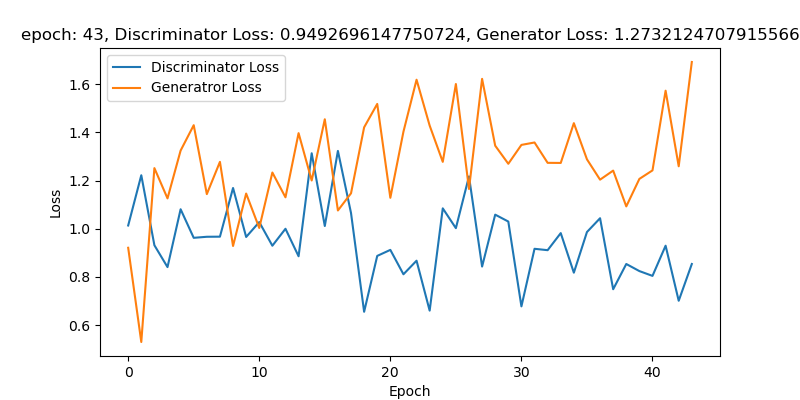 epoch: 43, Discriminator Loss: 0.9492696147750724, Generator Loss: 1.2732124707915566
Discriminator Loss
Generatror Loss
1.6
1.4
1.2
1.0
0.8
0.6
Loss
0 10 20 30 40
Epoch